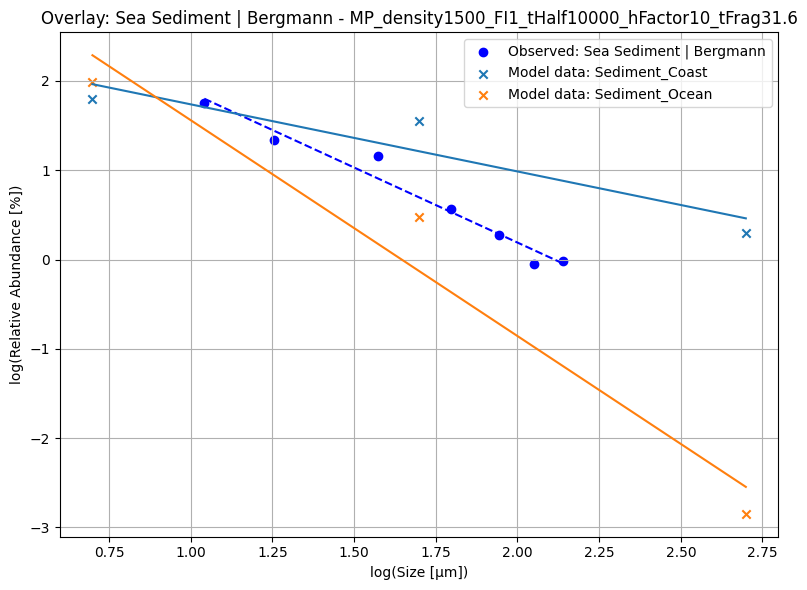 Overlay: Sea Sediment | Bergmann - MP_density1500_FI1_tHalf10000_hFactor10_tFrag31.6
Observed: Sea Sediment | Bergmann
Model data: Sediment_Coast
Model data: Sediment_Ocean
log(Relative Abundance [%])
2
1
0
−1
−2
−3
0.75 1.00 1.25 1.50 1.75 2.00 2.25 2.50 2.75
log(Size [µm])